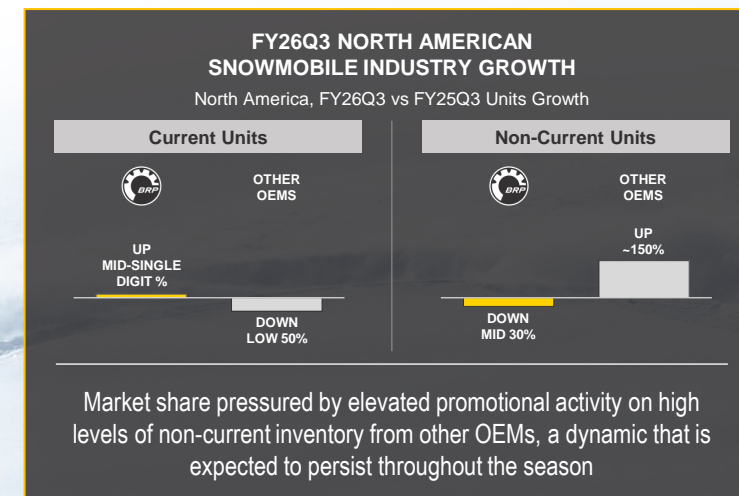 FY26Q3 NORTH AMERICAN
SNOWMOBILE INDUSTRY GROWTH
North America, FY26Q3 vs FY25Q3 Units Growth
Current Units
BRP
OTHER
OEMS
UP
MID-SINGLE
DIGIT %
DOWN
LOW 50%
Non-Current Units
BRP
OTHER
OEMS
UP
~150%
DOWN
MID 30%
Market share pressured by elevated promotional activity on high
levels of non-current inventory from other OEMs, a dynamic that is
expected to persist throughout the season